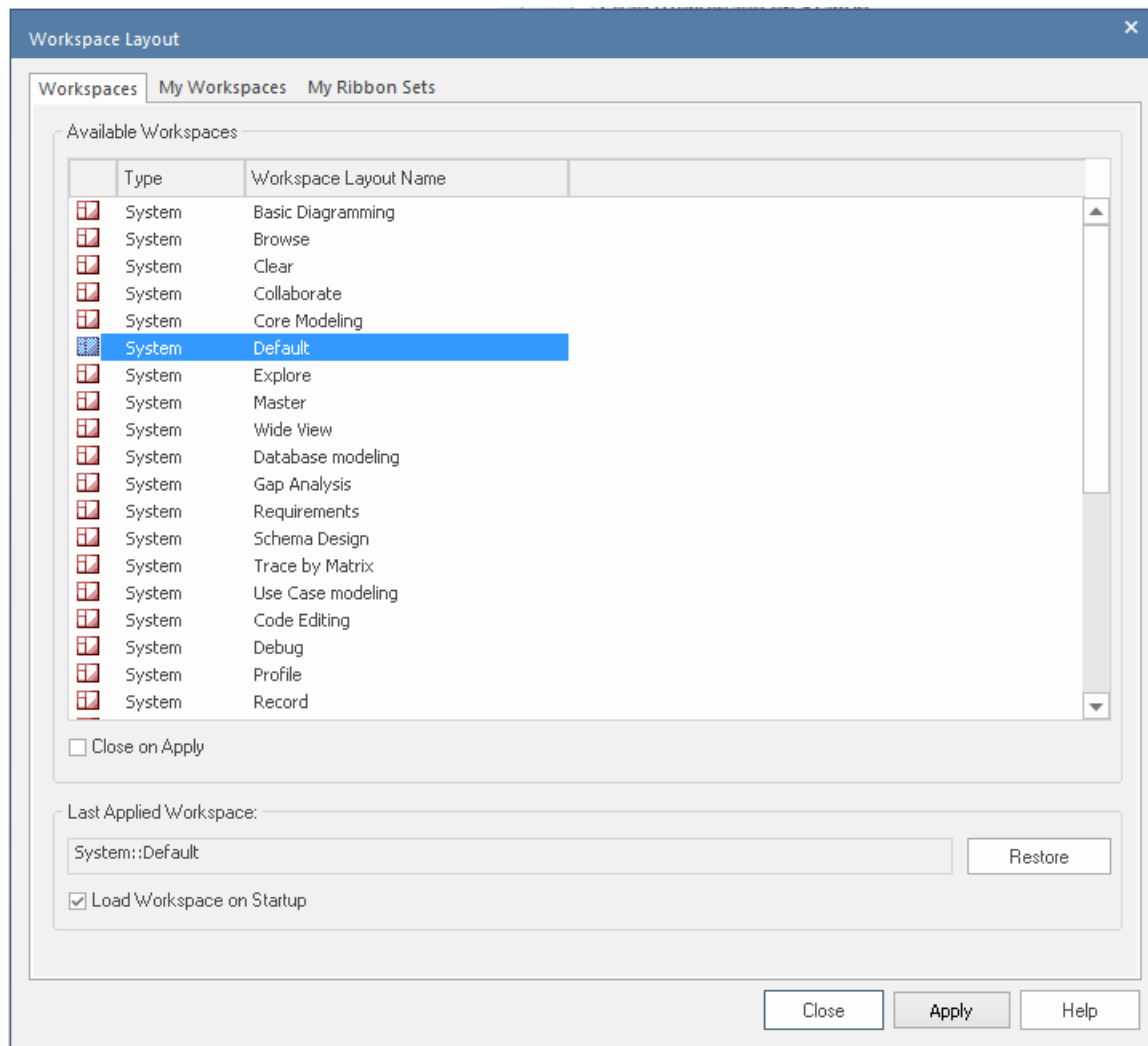 Workspace Layout
Workspaces My Workspaces My Ribbon Sets
Available Workspaces
Type Workspace Layout Name
System Basic Diagramming
System Browse
System Clear
System Collaborate
System Core Modeling
System Default
System Explore
System Master
System Wide View
System Database modeling
System Gap Analysis
System Requirements
System Schema Design
System Trace by Matrix
System Use Case modeling
System Code Editing
System Debug
System Profile
System Record
Close on Apply
Last Applied Workspace:
System::Default Restore
Load Workspace on Startup
Close Apply Help